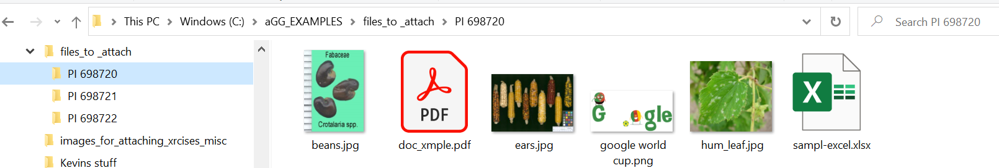 This PC > Windows (C:) > aGG_EXAMPLES > files_to _attach > PI 698720
Search PI 698720
files_to _attach
PI 698720
PI 698721
PI 698722
images_for_attaching_xrcises_misc
Kevins stuff
Fabaceae
Crotalaria spp.
beans.jpg
PDF
doc_xmple.pdf
ears.jpg
G gle
google world
cup.png
hum_leaf.jpg
X
sampl-excel.xlsx